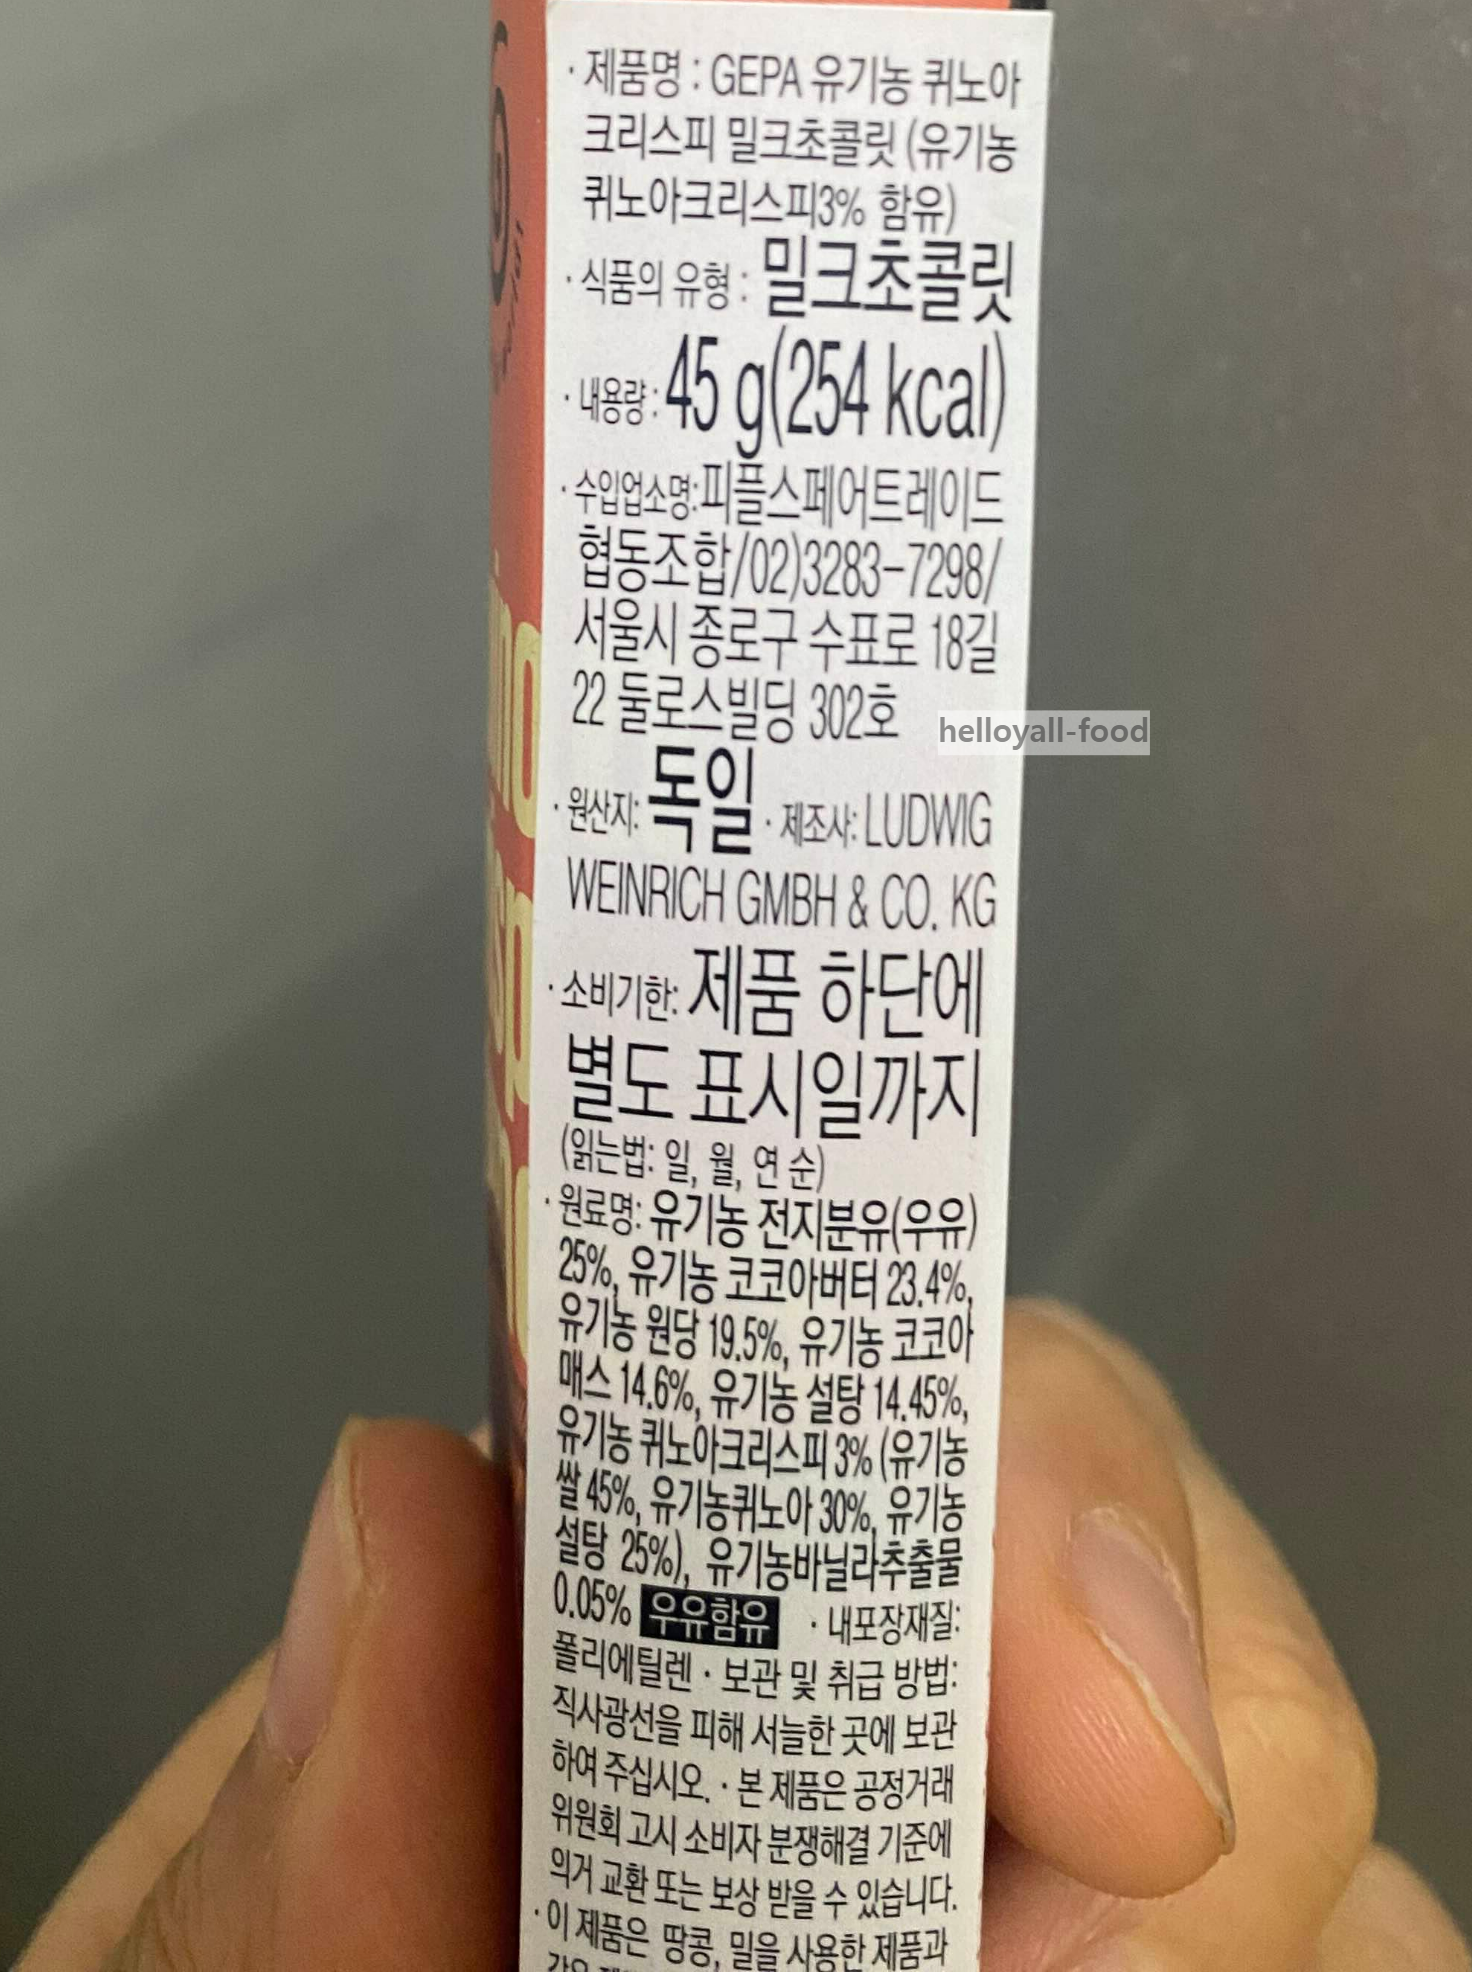 · 제품명 : GEPA 유기농 퀴노아
크리스피 밀크초콜릿 (유기농
퀴노아크리스피3% 함유)
· 식품의 유형 : 밀크초콜릿
· 내용량 : 45 g(254 kcal)
· 수입업소명:피플스페어트레이드
협동조합/02)3283-7298/
서울시 종로구 수표로 18길
22 둘로스빌딩 302호
helloyall-food
· 원산지: 독일 · 제조사: LUDWIG
WEINRICH GMBH & CO. KG
· 소비기한: 제품 하단에
별도 표시일까지
(읽는법: 일, 월, 연 순)
· 원료명: 유기농 전지분유(우유)
25%, 유기농 코코아버터 23.4%,
유기농 원당 19.5%, 유기농 코코아
매스 14.6%, 유기농 설탕 14.45%,
유기농 퀴노아크리스피 3% (유기농
쌀 45%, 유기농퀴노아 30%, 유기농
설탕 25%), 유기농바닐라추출물
0.05% 우유함유 · 내포장재질:
폴리에틸렌 · 보관 및 취급 방법:
직사광선을 피해 서늘한 곳에 보관
하여 주십시오. · 본 제품은 공정거래
위원회 고시 소비자 분쟁해결 기준에
의거 교환 또는 보상 받을 수 있습니다.
· 이 제품은 땅콩, 밀을 사용한 제품과